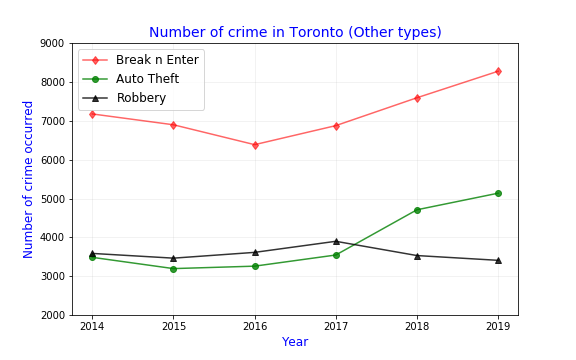 Number of crime in Toronto (Other types)
9000
8000
7000
6000
5000
4000
3000
2000
Number of crime occurred
Break n Enter
Auto Theft
Robbery
2014 2015 2016 2017 2018 2019
Year